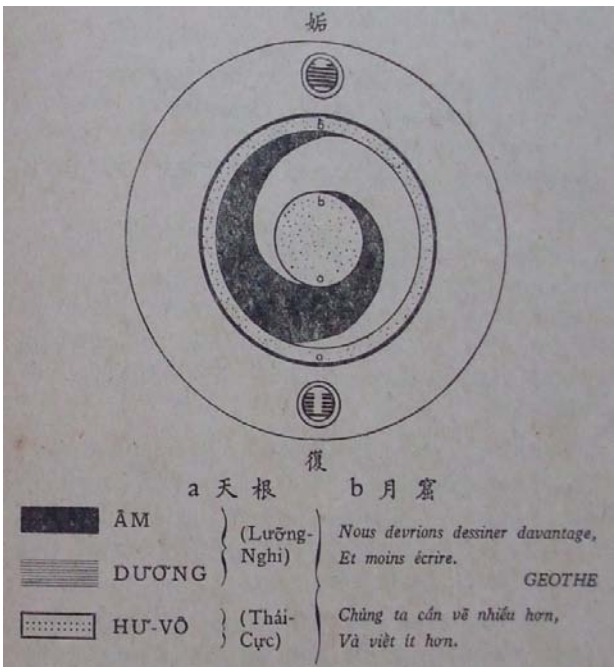 姤
b
b
a
a
復
a 天根 b 月窟
ÂM
DƯƠNG
(Lưỡng-
Nghi)
HƯ-VÔ
(Thái-
Cực)
Nous devrions dessiner davantage,
Et moins écrire.
GEOTHE
Chúng ta cần vẽ nhiều hơn,
Và viết ít hơn.